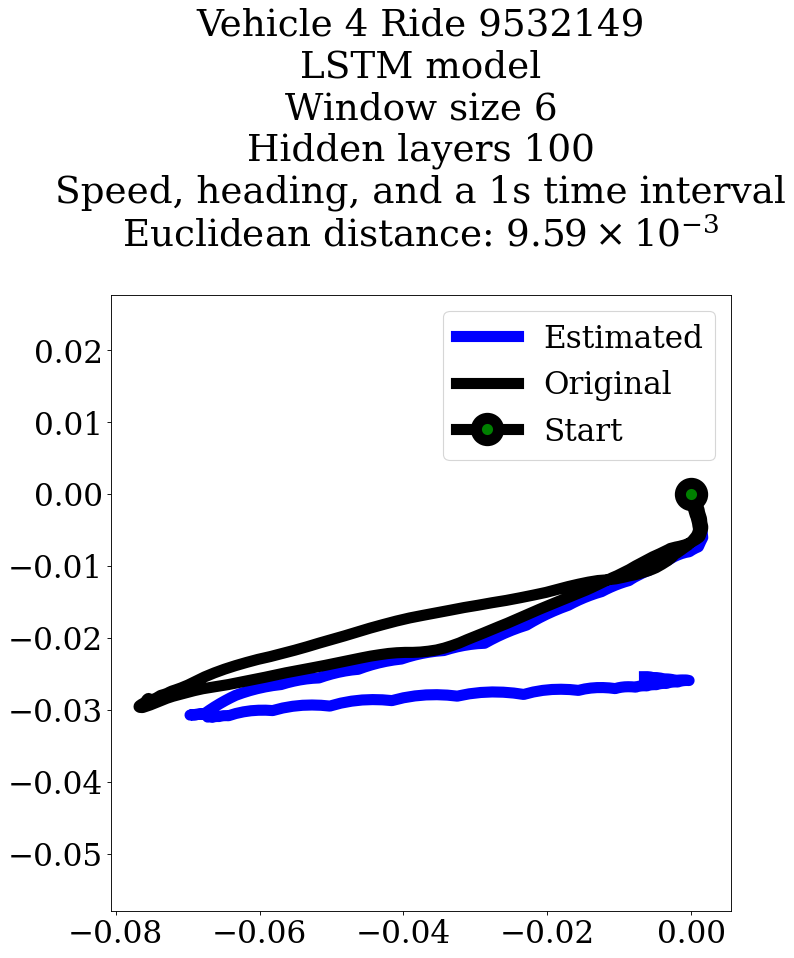 Vehicle 4 Ride 9532149
LSTM model
Window size 6
Hidden layers 100
Speed, heading, and a 1s time interval
Euclidean distance: 9.59 × 10⁻³
Estimated
Original
Start
0.02
0.01
0.00
−0.01
−0.02
−0.03
−0.04
−0.05
−0.08 −0.06 −0.04 −0.02 0.00